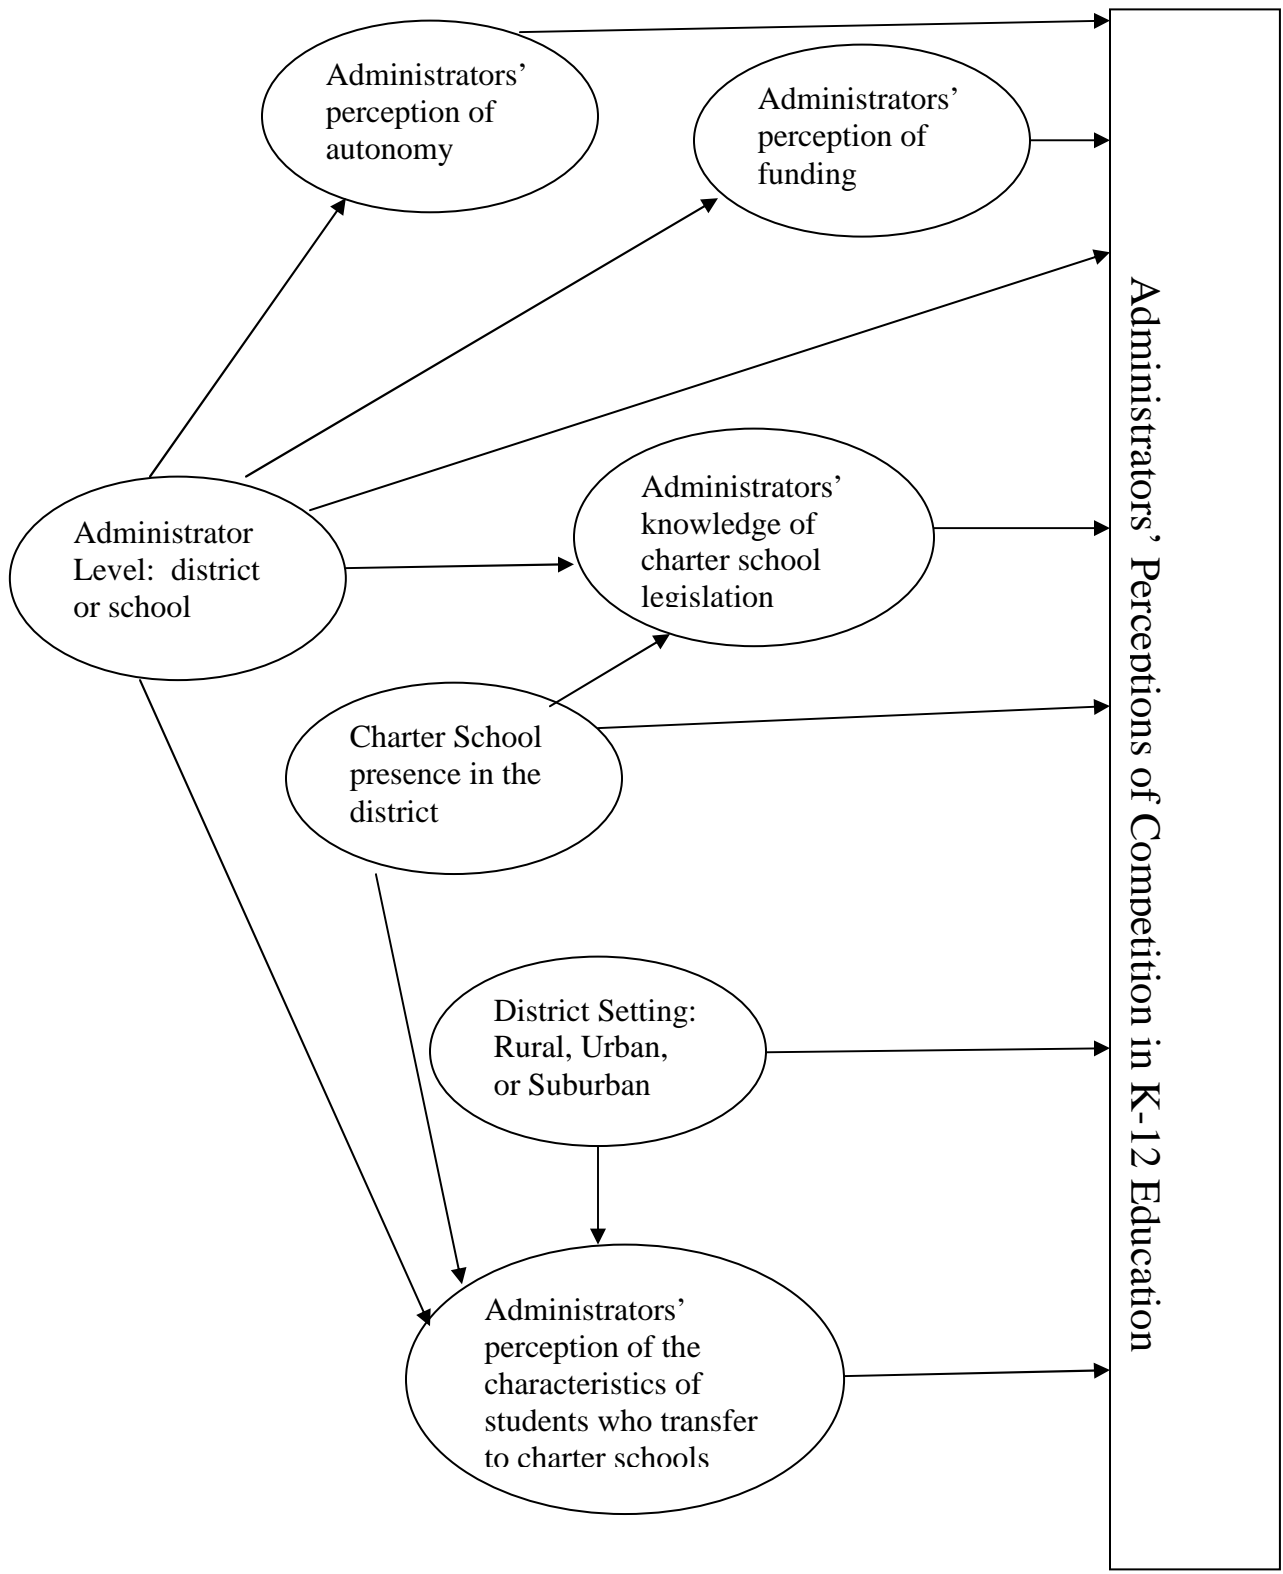 Administrators’
perception of
autonomy
Administrators’
perception of
funding
Administrator
Level:  district
or school
Administrators’
knowledge of
charter school
legislation
Charter School
presence in the
district
District Setting:
Rural, Urban,
or Suburban
Administrators’
perception of the
characteristics of
students who transfer
to charter schools
Administrators’ Perceptions of Competition in K-12 Education